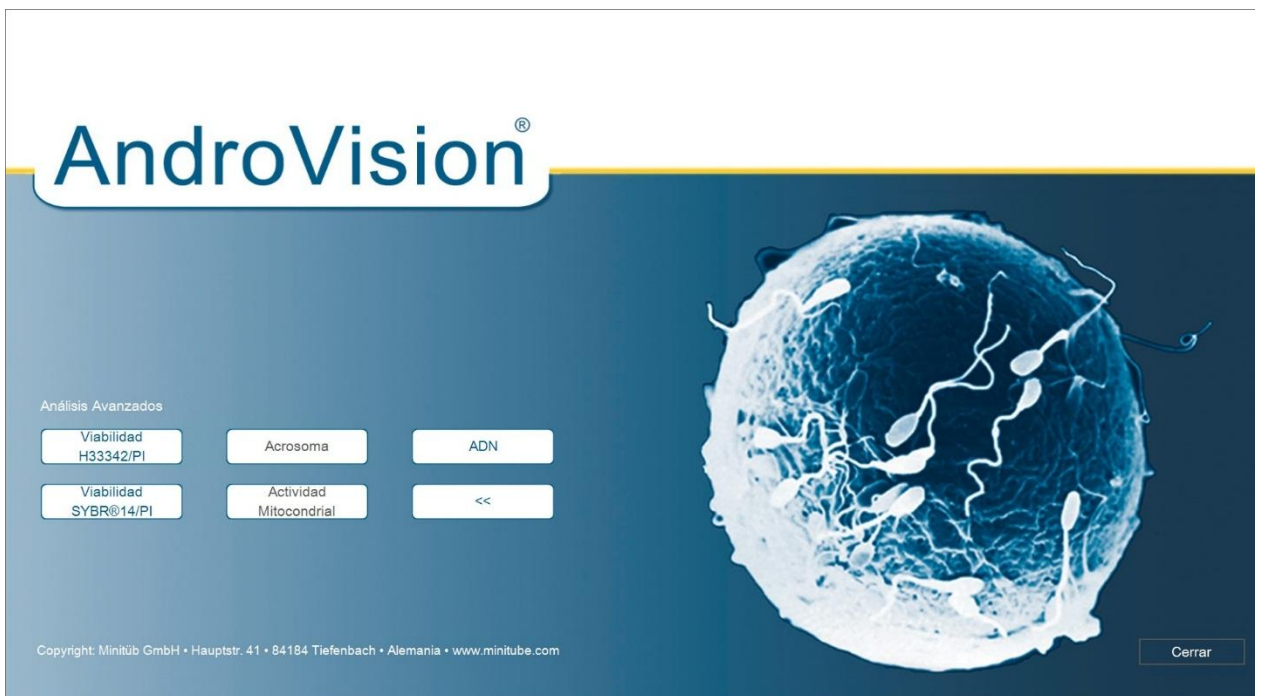 AndroVision®
Análisis Avanzados
Viabilidad
H33342/PI
Acrosoma
ADN
Viabilidad
SYBR®14/PI
Actividad
Mitocondrial
<<
Copyright: Minitüb GmbH • Hauptstr. 41 • 84184 Tiefenbach • Alemania • www.minitube.com
Cerrar